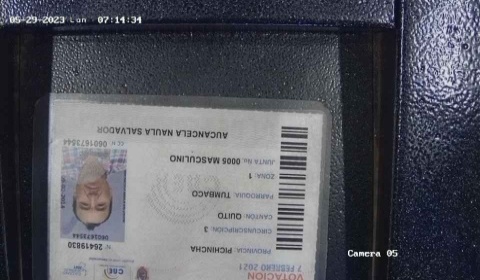 05-29-2023 Lun 07:14:34
VOTACIÓN
7 FEBRERO 2021
PROVINCIA: PICHINCHA
CIRCUNSCRIPCIÓN: 3
CANTÓN: QUITO
PARROQUIA: TUMBACO
ZONA: 1
JUNTA No. 0005 MASCULINO
CNE
N° 26419830
0601673544
AUCANCELA NAULA SALVADOR
Camera 05